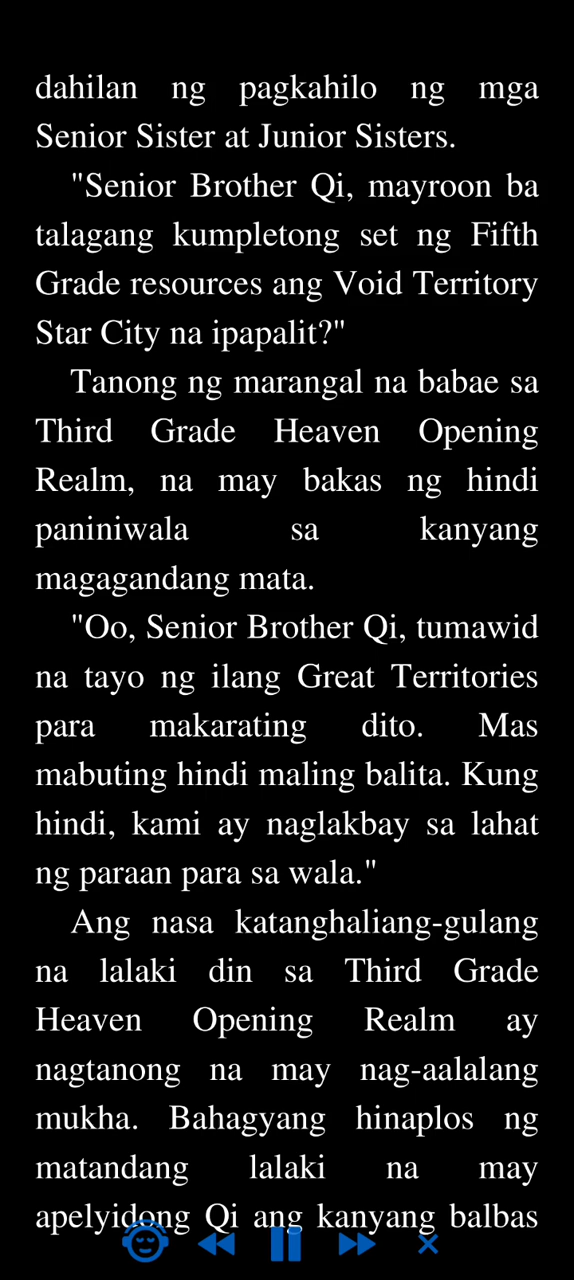 dahilan ng pagkahilo ng mga
Senior Sister at Junior Sisters.
"Senior Brother Qi, mayroon ba
talagang kumpletong set ng Fifth
Grade resources ang Void Territory
Star City na ipapalit?"
Tanong ng marangal na babae sa
Third Grade Heaven Opening
Realm, na may bakas ng hindi
paniniwala sa kanyang
magagandang mata.
"Oo, Senior Brother Qi, tumawid
na tayo ng ilang Great Territories
para makarating dito. Mas
mabuting hindi maling balita. Kung
hindi, kami ay naglakbay sa lahat
ng paraan para sa wala."
Ang nasa katanghaliang-gulang
na lalaki din sa Third Grade
Heaven Opening Realm ay
nagtanong na may nag-aalalang
mukha. Bahagyang hinaplos ng
matandang lalaki na may
apelyidong Qi ang kanyang balbas